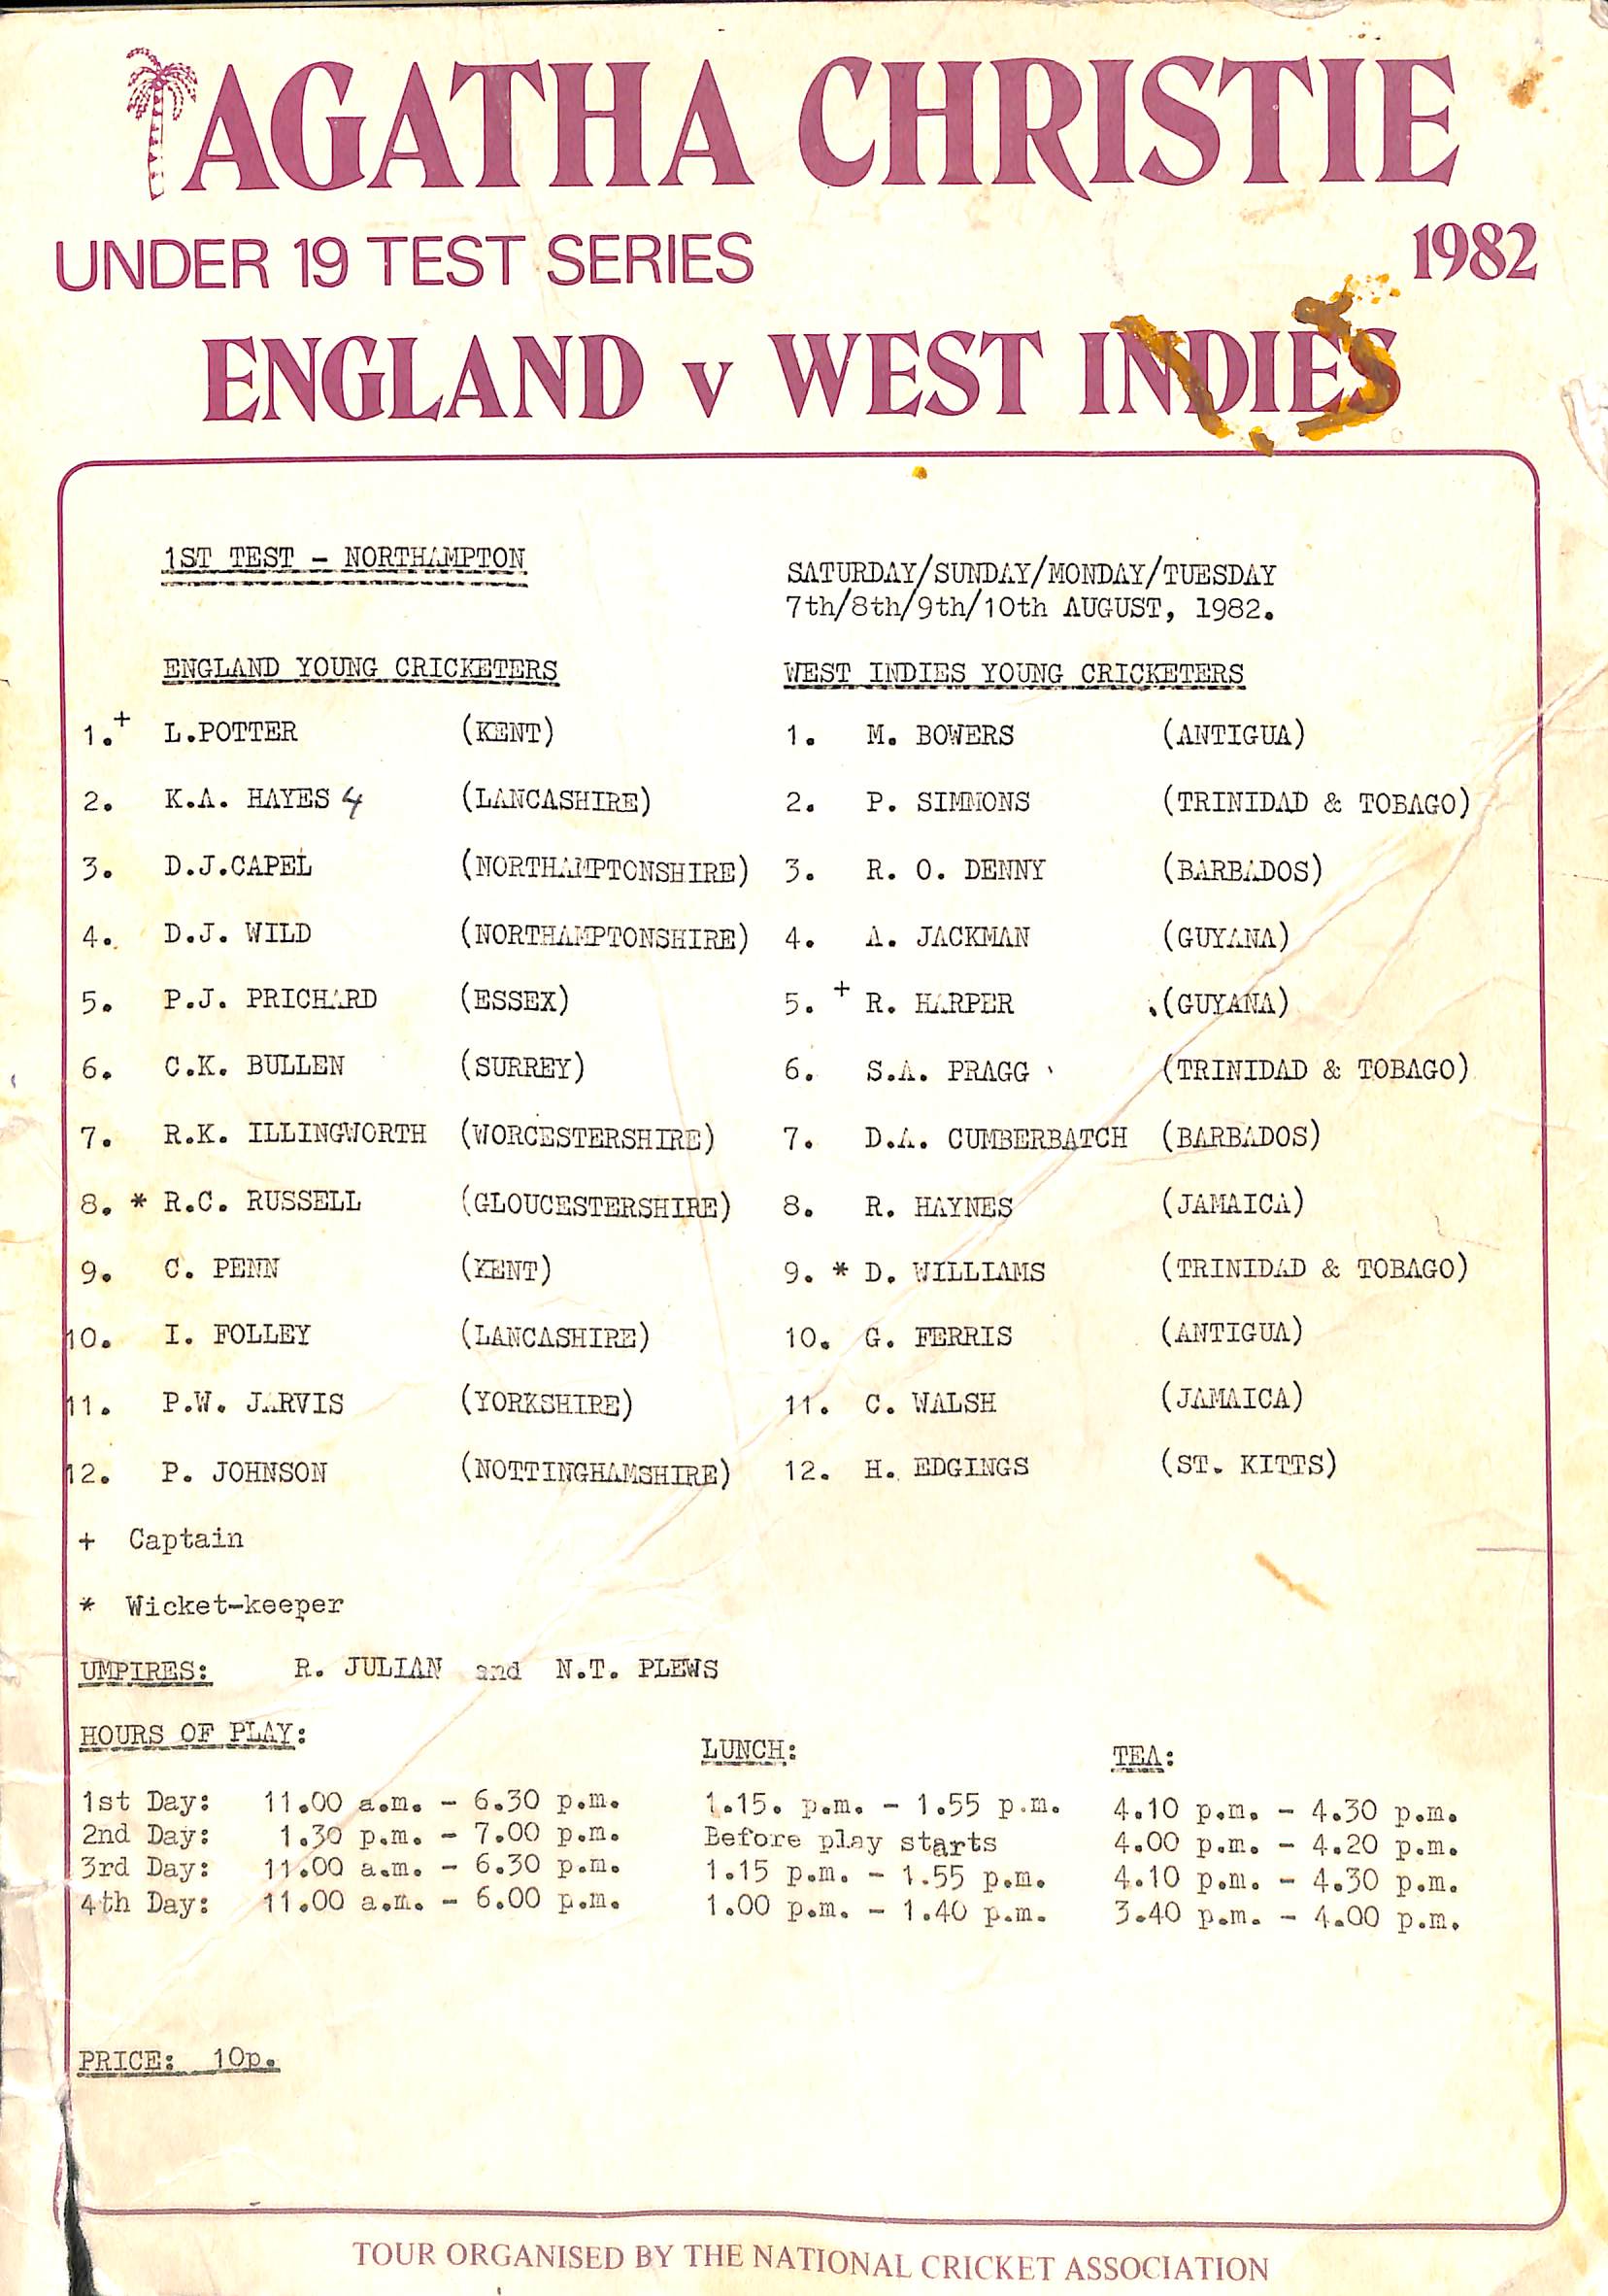 AGATHA CHRISTIE
UNDER 19 TEST SERIES 1982
ENGLAND v WEST INDIES
1ST TEST - NORTHAMPTON
SATURDAY/SUNDAY/MONDAY/TUESDAY
7th/8th/9th/10th AUGUST, 1982.
ENGLAND YOUNG CRICKETERS
1.+ L.POTTER (KENT)
2. K.A. HAYES 4 (LANCASHIRE)
3. D.J.CAPEL (NORTHAMPTONSHIRE)
4. D.J. WILD (NORTHAMPTONSHIRE)
5. P.J. PRICHARD (ESSEX)
6. C.K. BULLEN (SURREY)
7. R.K. ILLINGWORTH (WORCESTERSHIRE)
8. * R.C. RUSSELL (GLOUCESTERSHIRE)
9. C. PENN (KENT)
10. I. FOLLEY (LANCASHIRE)
11. P.W. JARVIS (YORKSHIRE)
12. P. JOHNSON (NOTTINGHAMSHIRE)
WEST INDIES YOUNG CRICKETERS
1. M. BOWERS (ANTIGUA)
2. P. SIMMONS (TRINIDAD & TOBAGO)
3. R. O. DENNY (BARBADOS)
4. A. JACKMAN (GUYANA)
5. + R. HARPER (GUYANA)
6. S.A. PRAGG (TRINIDAD & TOBAGO)
7. D.A. CUMBERBATCH (BARBADOS)
8. R. HAYNES (JAMAICA)
9. * D. WILLIAMS (TRINIDAD & TOBAGO)
10. G. FERRIS (ANTIGUA)
11. C. WALSH (JAMAICA)
12. H. EDGINGS (ST. KITTS)
+ Captain
* Wicket-keeper
UMPIRES: R. JULIAN and N.T. PLEWS
HOURS OF PLAY: LUNCH: TEA:
1st Day: 11.00 a.m. - 6.30 p.m. 1.15. p.m. - 1.55 p.m. 4.10 p.m. - 4.30 p.m.
2nd Day: 1.30 p.m. - 7.00 p.m. Before play starts 4.00 p.m. - 4.20 p.m.
3rd Day: 11.00 a.m. - 6.30 p.m. 1.15 p.m. - 1.55 p.m. 4.10 p.m. - 4.30 p.m.
4th Day: 11.00 a.m. - 6.00 p.m. 1.00 p.m. - 1.40 p.m. 3.40 p.m. - 4.00 p.m.
PRICE: 10p.
TOUR ORGANISED BY THE NATIONAL CRICKET ASSOCIATION